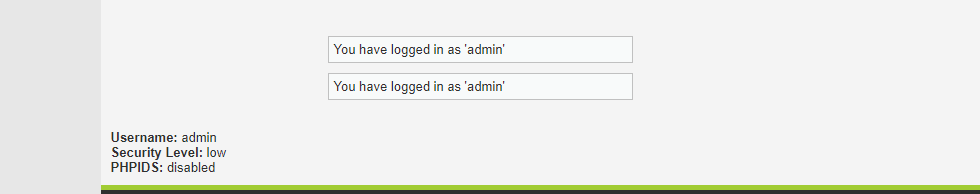 You have logged in as 'admin'
You have logged in as 'admin'
Username: admin
Security Level: low
PHPIDS: disabled